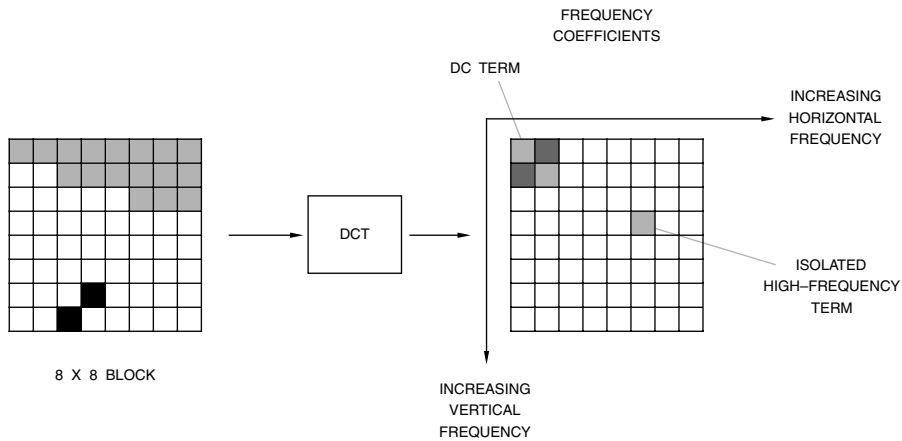 FREQUENCY
COEFFICIENTS
DC TERM
INCREASING
HORIZONTAL
FREQUENCY
DCT
ISOLATED
HIGH–FREQUENCY
TERM
8 X 8 BLOCK
INCREASING
VERTICAL
FREQUENCY